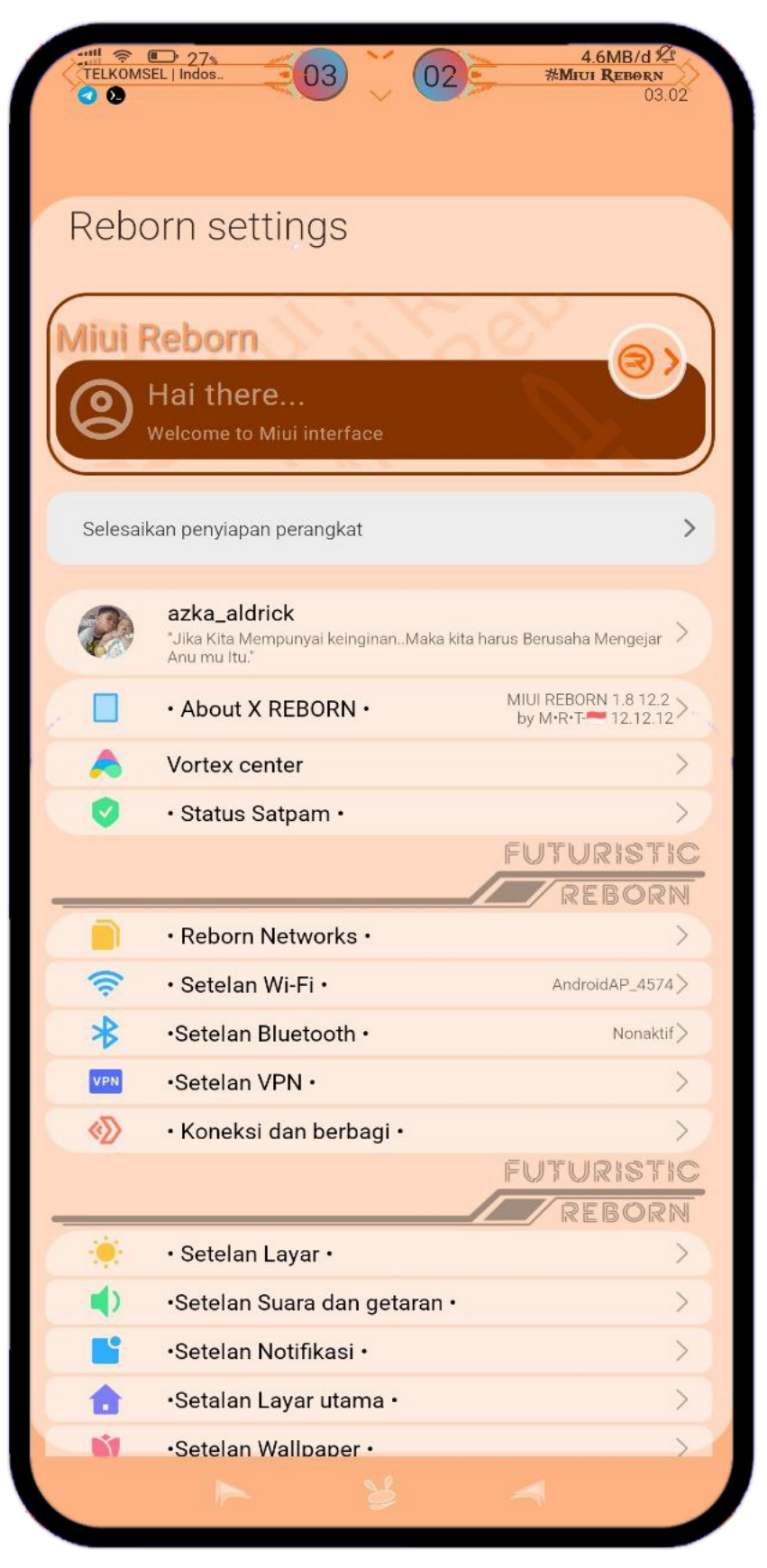 27%
4.6MB/d
TELKOMSEL | Indos..
03
02
#MIUI REBORN
03.02
Reborn settings
Miui Reborn
Hai there...
Welcome to Miui interface
Selesaikan penyiapan perangkat
azka_aldrick
"Jika Kita Mempunyai keinginan..Maka kita harus Berusaha Mengejar
Anu mu Itu."
• About X REBORN •
MIUI REBORN 1.8 12.2
by M•R•T-🇮🇩 12.12.12
Vortex center
• Status Satpam •
FUTURISTIC
REBORN
• Reborn Networks •
• Setelan Wi-Fi •
AndroidAP_4574
•Setelan Bluetooth •
Nonaktif
VPN
•Setelan VPN •
• Koneksi dan berbagi •
FUTURISTIC
REBORN
• Setelan Layar •
•Setelan Suara dan getaran •
•Setelan Notifikasi •
•Setalan Layar utama •
•Setelan Wallpaper •